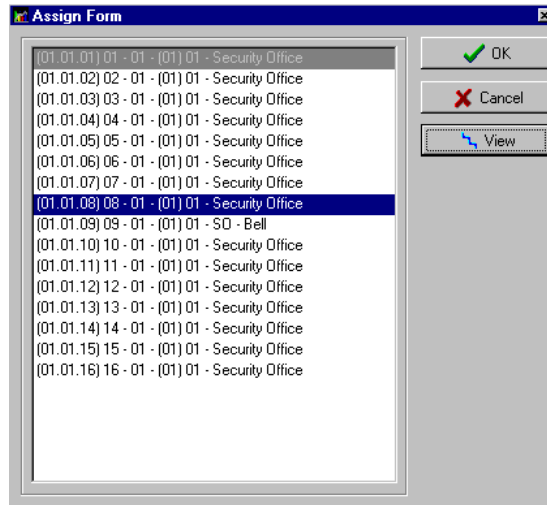 Assign Form
(01.01.01) 01 - 01 - (01) 01 - Security Office
(01.01.02) 02 - 01 - (01) 01 - Security Office
(01.01.03) 03 - 01 - (01) 01 - Security Office
(01.01.04) 04 - 01 - (01) 01 - Security Office
(01.01.05) 05 - 01 - (01) 01 - Security Office
(01.01.06) 06 - 01 - (01) 01 - Security Office
(01.01.07) 07 - 01 - (01) 01 - Security Office
(01.01.08) 08 - 01 - (01) 01 - Security Office
(01.01.09) 09 - 01 - (01) 01 - SO - Bell
(01.01.10) 10 - 01 - (01) 01 - Security Office
(01.01.11) 11 - 01 - (01) 01 - Security Office
(01.01.12) 12 - 01 - (01) 01 - Security Office
(01.01.13) 13 - 01 - (01) 01 - Security Office
(01.01.14) 14 - 01 - (01) 01 - Security Office
(01.01.15) 15 - 01 - (01) 01 - Security Office
(01.01.16) 16 - 01 - (01) 01 - Security Office
OK
Cancel
View